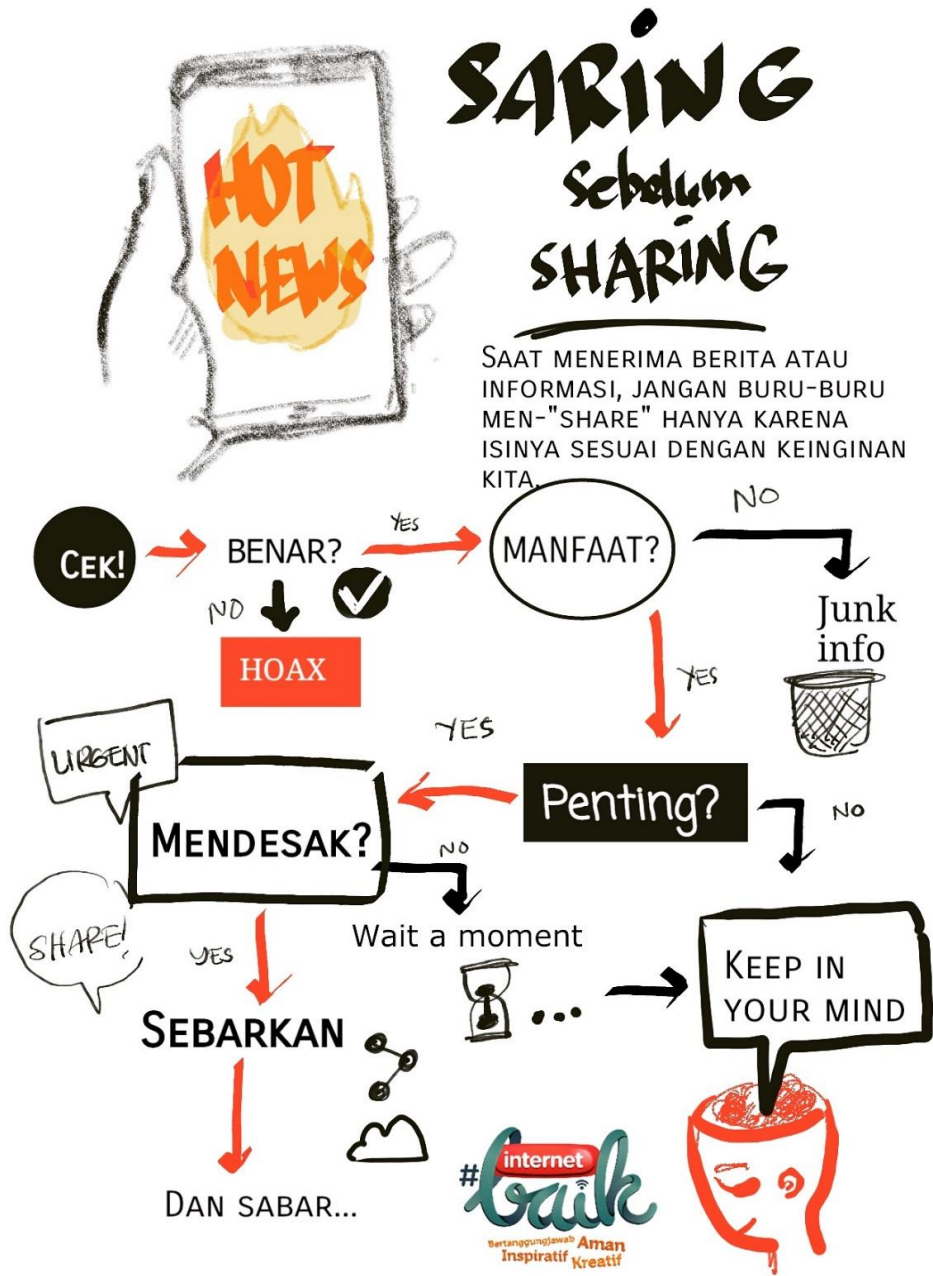 HOT
NEWS
SARING
sebelum
SHARING
SAAT MENERIMA BERITA ATAU
INFORMASI, JANGAN BURU-BURU
MEN-"SHARE" HANYA KARENA
ISINYA SESUAI DENGAN KEINGINAN
KITA.
CEK!
BENAR?
YES
MANFAAT?
NO
NO
HOAX
Junk
info
YES
YES
URGENT
MENDESAK?
Penting?
NO
NO
SHARE!
YES
Wait a moment
...
KEEP IN
YOUR MIND
SEBARKAN
DAN SABAR...
#internet
baik
Bertanggungjawab Aman
Inspiratif Kreatif